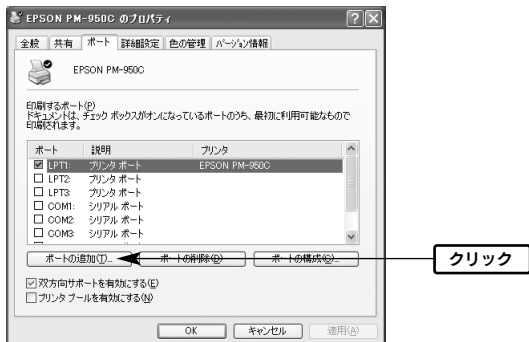 EPSON PM-950C のプロパティ
全般 共有 ポート 詳細設定 色の管理 バージョン情報
EPSON PM-950C
印刷するポート(P)
ドキュメントは、チェック ボックスがオンになっているポートのうち、最初に利用可能なもので
印刷されます。
ポート 説明 プリンタ
LPT1: プリンタ ポート EPSON PM-950C
LPT2: プリンタ ポート
LPT3: プリンタ ポート
COM1: シリアル ポート
COM2: シリアル ポート
COM3: シリアル ポート
ポートの追加(T)... ポートの削除(D) ポートの構成(C)...
クリック
双方向サポートを有効にする(E)
プリンタ プールを有効にする(N)
OK キャンセル 適用(A)